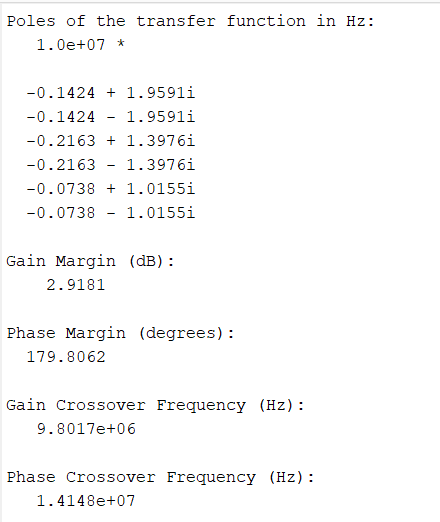 Poles of the transfer function in Hz:
1.0e+07 *
-0.1424 + 1.9591i
-0.1424 - 1.9591i
-0.2163 + 1.3976i
-0.2163 - 1.3976i
-0.0738 + 1.0155i
-0.0738 - 1.0155i
Gain Margin (dB):
2.9181
Phase Margin (degrees):
179.8062
Gain Crossover Frequency (Hz):
9.8017e+06
Phase Crossover Frequency (Hz):
1.4148e+07